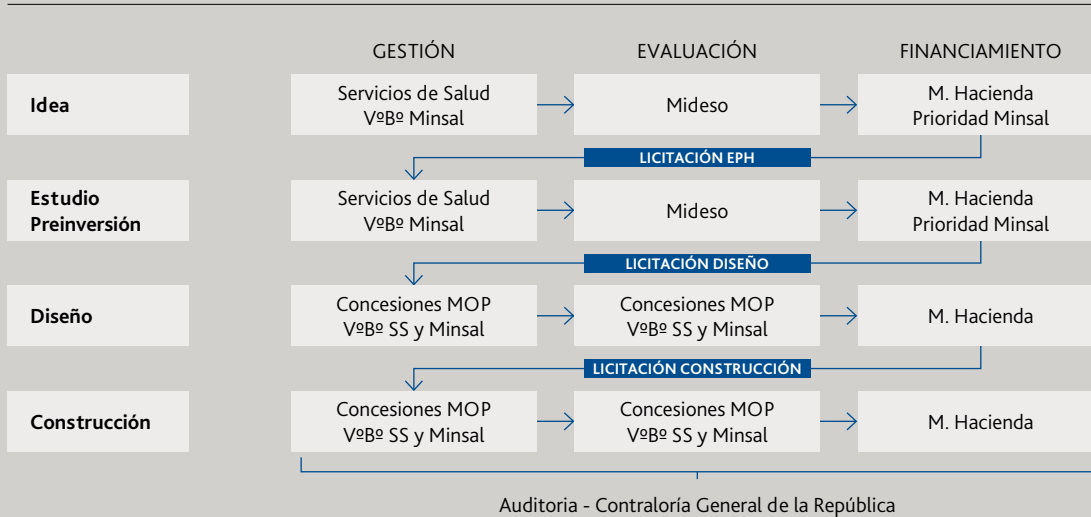 GESTIÓN EVALUACIÓN FINANCIAMIENTO
Idea
Servicios de Salud
VºBº Minsal
Mideso
M. Hacienda
Prioridad Minsal
LICITACIÓN EPH
Estudio
Preinversión
Servicios de Salud
VºBº Minsal
Mideso
M. Hacienda
Prioridad Minsal
LICITACIÓN DISEÑO
Diseño
Concesiones MOP
VºBº SS y Minsal
Concesiones MOP
VºBº SS y Minsal
M. Hacienda
LICITACIÓN CONSTRUCCIÓN
Construcción
Concesiones MOP
VºBº SS y Minsal
Concesiones MOP
VºBº SS y Minsal
M. Hacienda
Auditoria - Contraloría General de la República